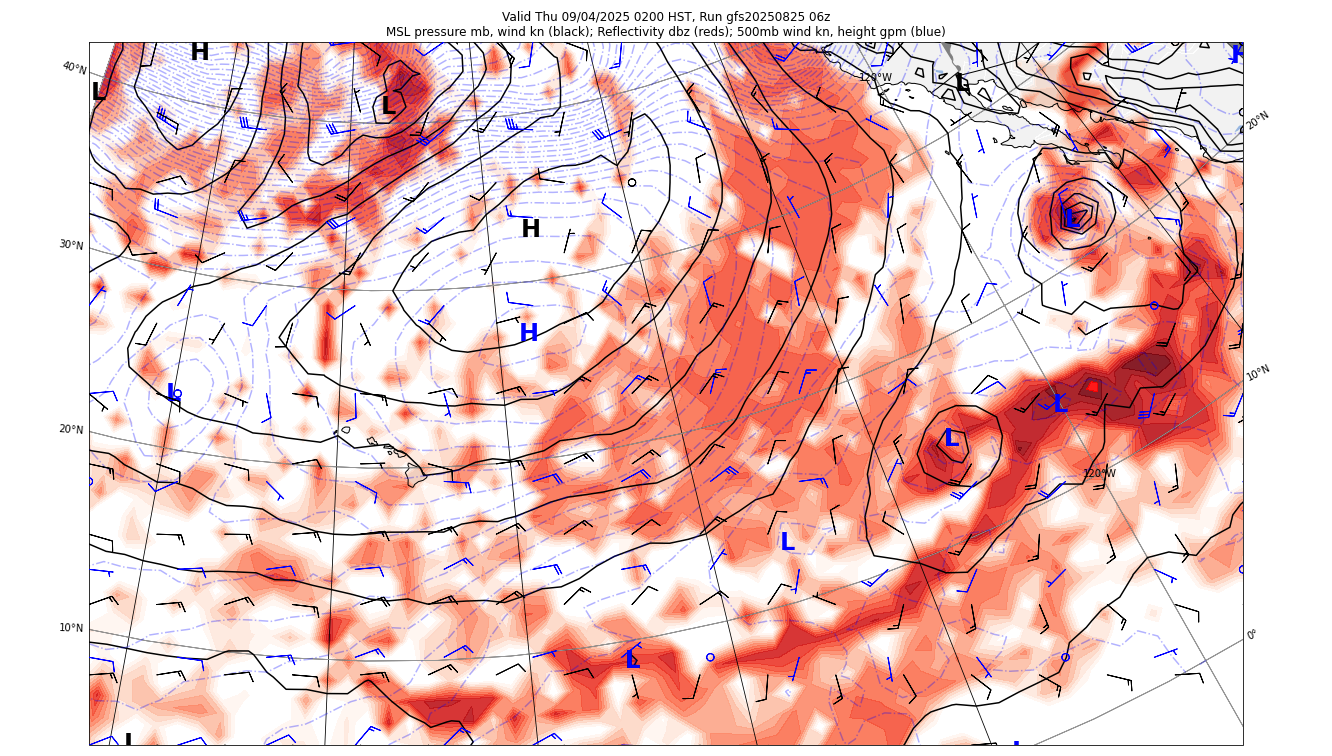 Valid Thu 09/04/2025 0200 HST, Run gfs20250825 06z
MSL pressure mb, wind kn (black); Reflectivity dbz (reds); 500mb wind kn, height gpm (blue)
H
L
L
L
H
40°N
120°W
20°N
L
H
30°N
H
10°N
L
L
L
20°N
120°W
L
10°N
0°
L
L
L